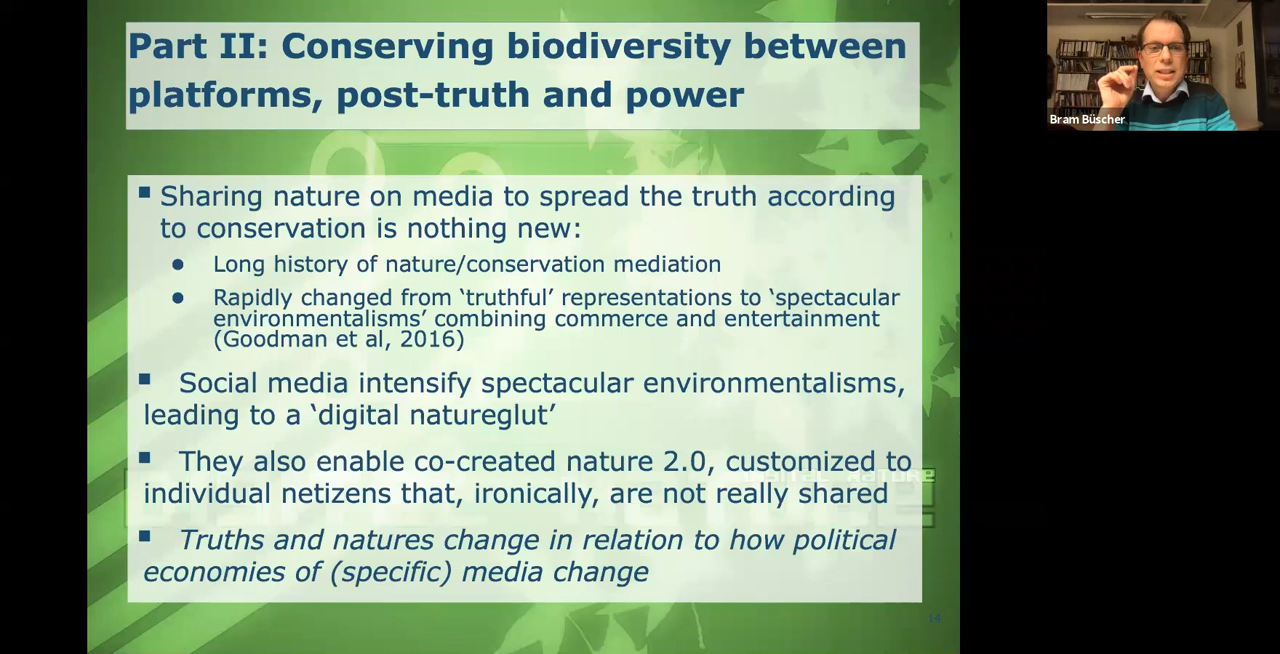 Part II: Conserving biodiversity between
platforms, post-truth and power
Bram Büscher
▪ Sharing nature on media to spread the truth according
to conservation is nothing new:
● Long history of nature/conservation mediation
● Rapidly changed from ‘truthful’ representations to ‘spectacular
environmentalisms’ combining commerce and entertainment
(Goodman et al, 2016)
▪ Social media intensify spectacular environmentalisms,
leading to a ‘digital natureglut’
▪ They also enable co-created nature 2.0, customized to
individual netizens that, ironically, are not really shared
▪ Truths and natures change in relation to how political
economies of (specific) media change
14